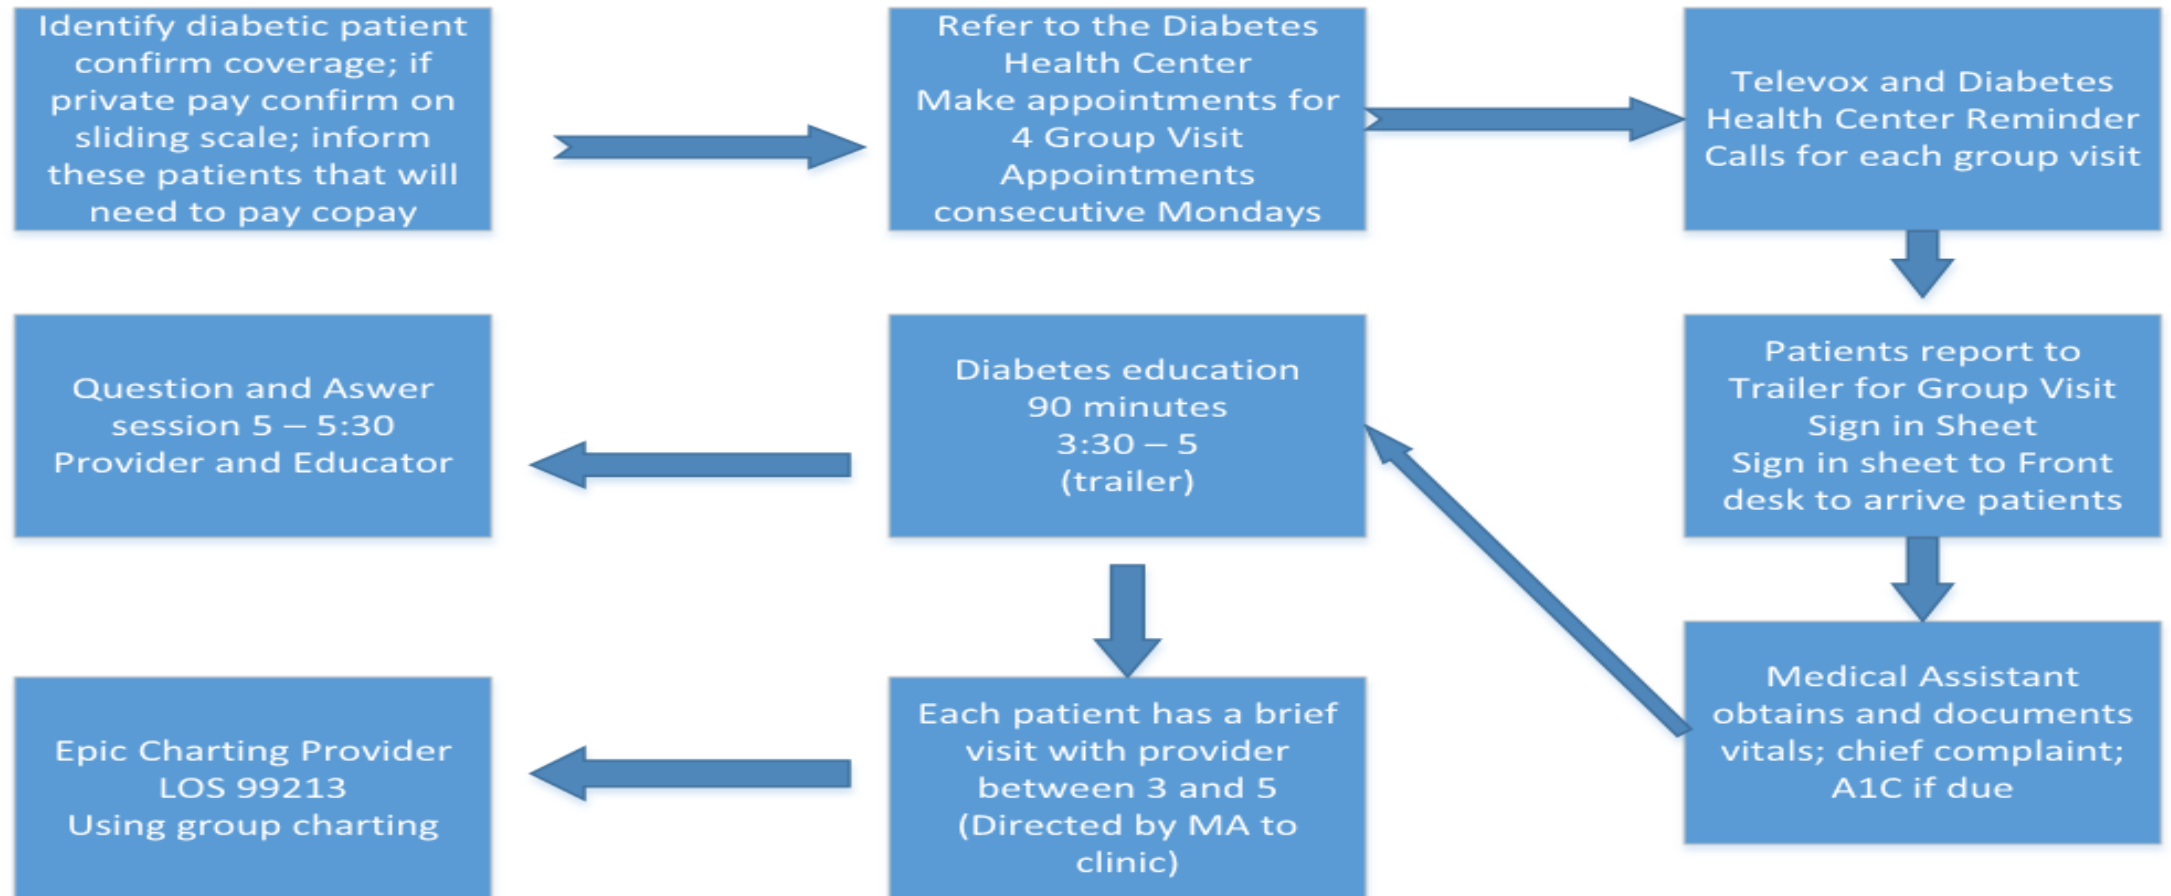 Identify diabetic patient
confirm coverage; if
private pay confirm on
sliding scale; inform
these patients that will
need to pay copay
Refer to the Diabetes
Health Center
Make appointments for
4 Group Visit
Appointments
consecutive Mondays
Televox and Diabetes
Health Center Reminder
Calls for each group visit
Patients report to
Trailer for Group Visit
Sign in Sheet
Sign in sheet to Front
desk to arrive patients
Medical Assistant
obtains and documents
vitals; chief complaint;
A1C if due
Diabetes education
90 minutes
3:30 – 5
(trailer)
Question and Aswer
session 5 – 5:30
Provider and Educator
Each patient has a brief
visit with provider
between 3 and 5
(Directed by MA to
clinic)
Epic Charting Provider
LOS 99213
Using group charting